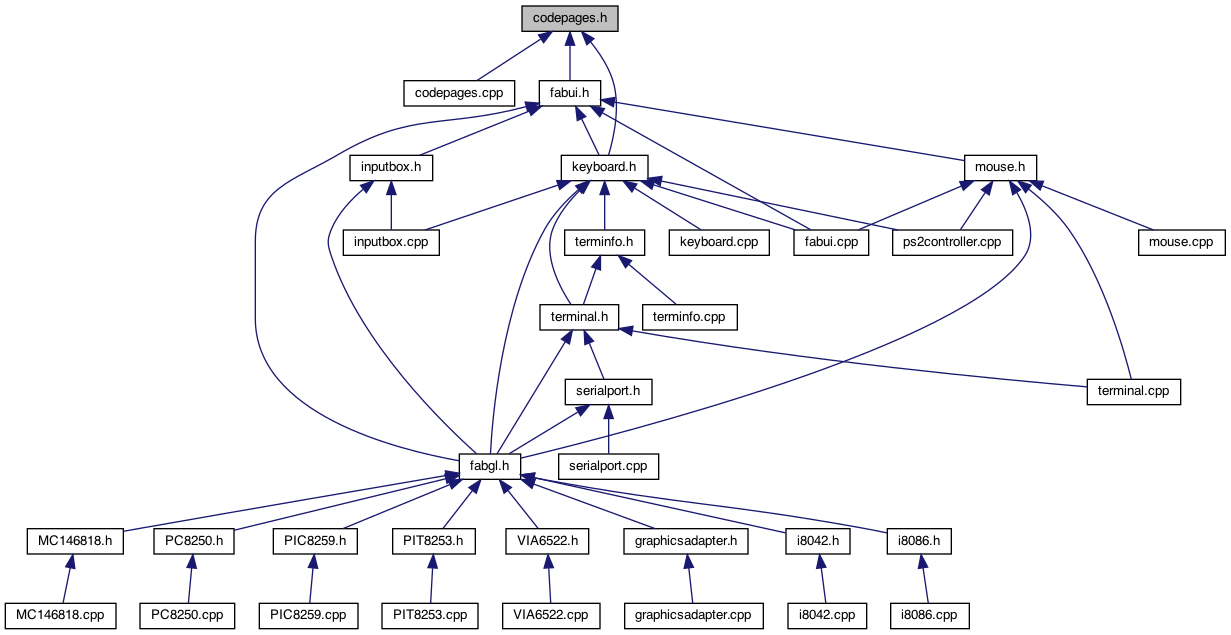 codepages.h
codepages.cpp
fabui.h
inputbox.h
keyboard.h
mouse.h
inputbox.cpp
terminfo.h
keyboard.cpp
fabui.cpp
ps2controller.cpp
mouse.cpp
terminal.h
terminfo.cpp
serialport.h
terminal.cpp
fabgl.h
serialport.cpp
MC146818.h
PC8250.h
PIC8259.h
PIT8253.h
VIA6522.h
graphicsadapter.h
i8042.h
i8086.h
MC146818.cpp
PC8250.cpp
PIC8259.cpp
PIT8253.cpp
VIA6522.cpp
graphicsadapter.cpp
i8042.cpp
i8086.cpp